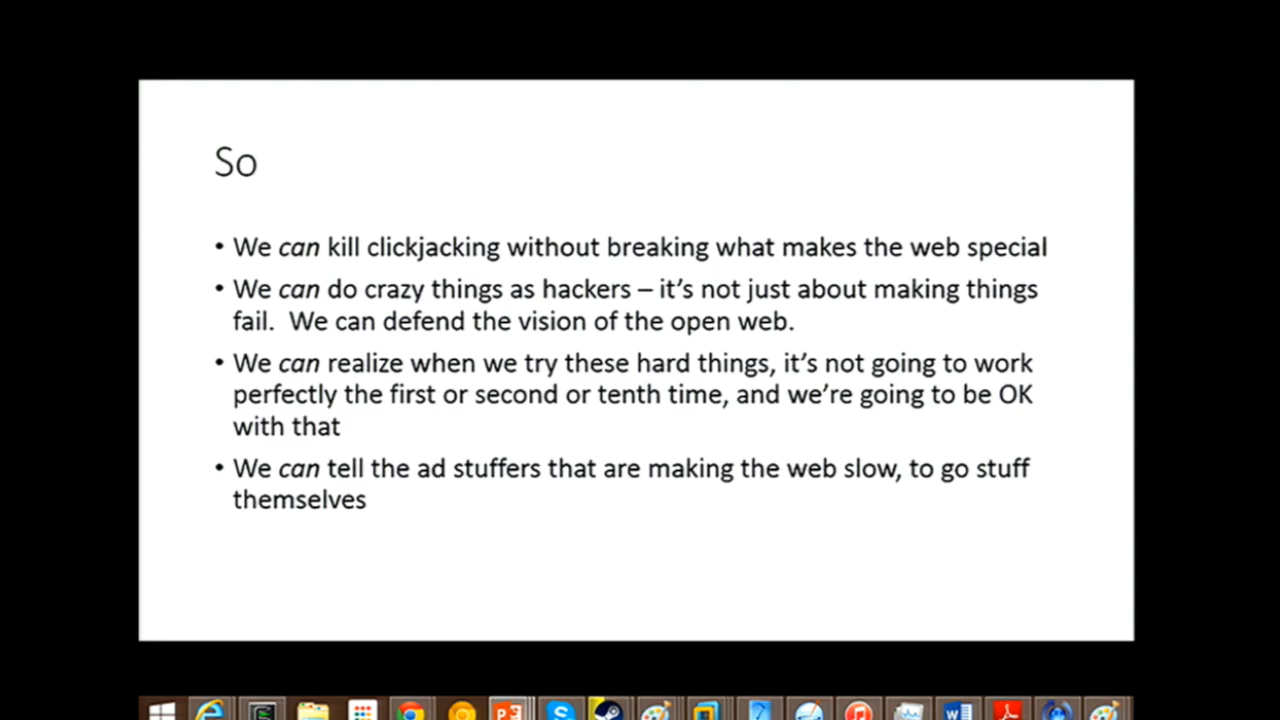 So
• We can kill clickjacking without breaking what makes the web special
• We can do crazy things as hackers – it’s not just about making things
fail.  We can defend the vision of the open web.
• We can realize when we try these hard things, it’s not going to work
perfectly the first or second or tenth time, and we’re going to be OK
with that
• We can tell the ad stuffers that are making the web slow, to go stuff
themselves